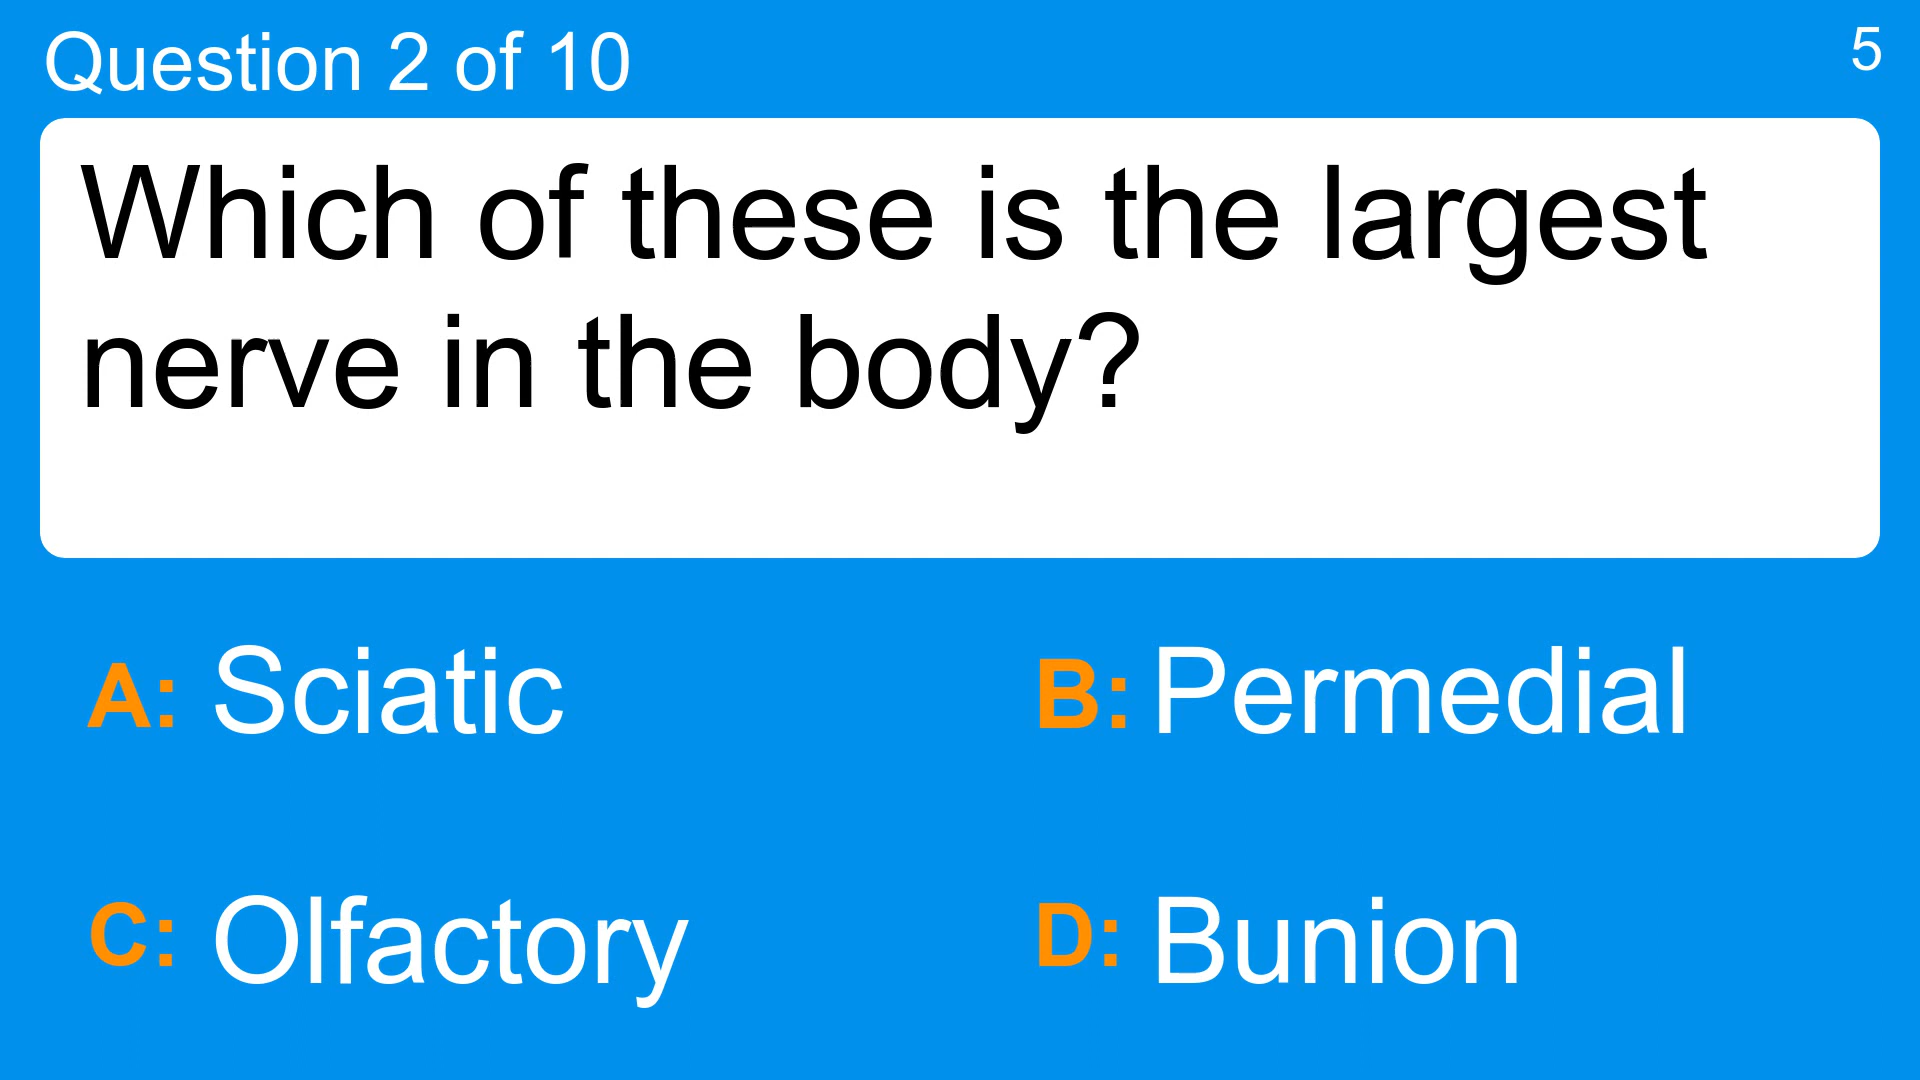 Question 2 of 10
5
Which of these is the largest
nerve in the body?
A: Sciatic
B: Permedial
C: Olfactory
D: Bunion